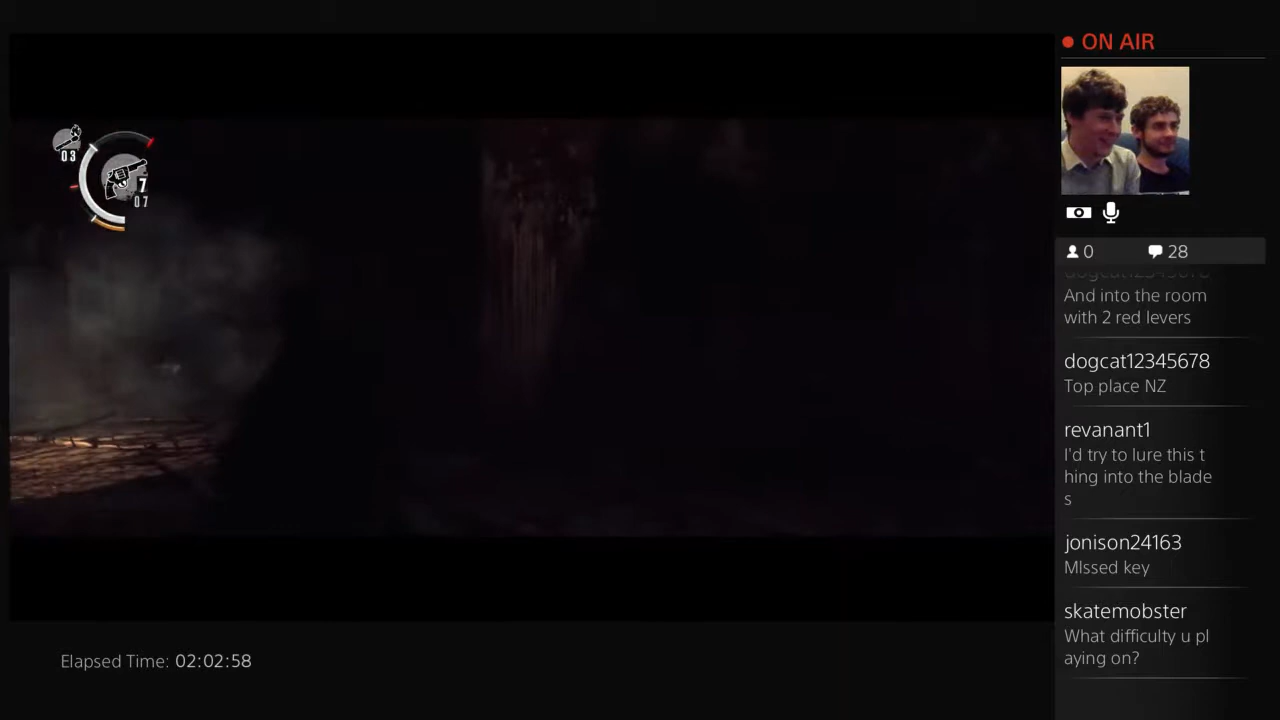 ON AIR
03
7
07
0 28
dogcat12345678
And into the room
with 2 red levers
dogcat12345678
Top place NZ
revanant1
I'd try to lure this t
hing into the blade
s
jonison24163
MIssed key
skatemobster
What difficulty u pl
aying on?
Elapsed Time: 02:02:58